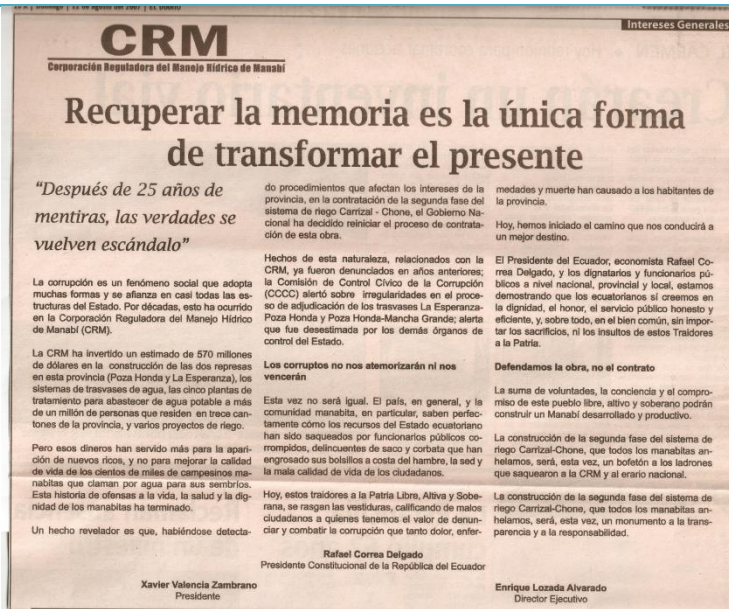 Domingo | 12 de agosto del 2007 | EL DIARIO
Intereses Generales
CRM
Corporación Reguladora del Manejo Hídrico de Manabí
Recuperar la memoria es la única forma
de transformar el presente
"Después de 25 años de
mentiras, las verdades se
vuelven escándalo"
La corrupción es un fenómeno social que adopta
muchas formas y se afianza en casi todas las es-
tructuras del Estado. Por décadas, esto ha ocurrido
en la Corporación Reguladora del Manejo Hídrico
de Manabí (CRM).
La CRM ha invertido un estimado de 570 millones
de dólares en la construcción de las dos represas
en esta provincia (Poza Honda y La Esperanza), los
sistemas de trasvases de agua, las cinco plantas de
tratamiento para abastecer de agua potable a más
de un millón de personas que residen en trece can-
tones de la provincia, y varios proyectos de riego.
Pero esos dineros han servido más para la apari-
ción de nuevos ricos, y no para mejorar la calidad
de vida de los cientos de miles de campesinos ma-
nabitas que claman por agua para sus sembríos.
Esta historia de ofensas a la vida, la salud y la dig-
nidad de los manabitas ha terminado.
Un hecho revelador es que, habiéndose detecta-
do procedimientos que afectan los intereses de la
provincia, en la contratación de la segunda fase del
sistema de riego Carrizal - Chone, el Gobierno Na-
cional ha decidido reiniciar el proceso de contrata-
ción de esta obra.
Hechos de esta naturaleza, relacionados con la
CRM, ya fueron denunciados en años anteriores;
la Comisión de Control Cívico de la Corrupción
(CCCC) alertó sobre irregularidades en el proce-
so de adjudicación de los trasvases La Esperanza-
Poza Honda y Poza Honda-Mancha Grande; alerta
que fue desestimada por los demás órganos de
control del Estado.
Los corruptos no nos atemorizarán ni nos
vencerán
Esta vez no será igual. El país, en general, y la
comunidad manabita, en particular, saben perfec-
tamente cómo los recursos del Estado ecuatoriano
han sido saqueados por funcionarios públicos co-
rrompidos, delincuentes de saco y corbata que han
engrosado sus bolsillos a costa del hambre, la sed y
la mala calidad de vida de los ciudadanos.
Hoy, estos traidores a la Patria Libre, Altiva y Sobe-
rana, se rasgan las vestiduras, calificando de malos
ciudadanos a quienes tenemos el valor de denun-
ciar y combatir la corrupción que tanto dolor, enfer-
medades y muerte han causado a los habitantes de
la provincia.
Hoy, hemos iniciado el camino que nos conducirá a
un mejor destino.
El Presidente del Ecuador, economista Rafael Co-
rrea Delgado, y los dignatarios y funcionarios pú-
blicos a nivel nacional, provincial y local, estamos
demostrando que los ecuatorianos sí creemos en
la dignidad, el honor, el servicio público honesto y
eficiente, y, sobre todo, en el bien común, sin impor-
tar los sacrificios, ni los insultos de estos Traidores
a la Patria.
Defendamos la obra, no el contrato
La suma de voluntades, la conciencia y el compro-
miso de este pueblo libre, altivo y soberano podrán
construir un Manabí desarrollado y productivo.
La construcción de la segunda fase del sistema de
riego Carrizal-Chone, que todos los manabitas an-
helamos, será, esta vez, un bofetón a los ladrones
que saquearon a la CRM y al erario nacional.
La construcción de la segunda fase del sistema de
riego Carrizal-Chone, que todos los manabitas an-
helamos, será, esta vez, un monumento a la trans-
parencia y a la responsabilidad.
Rafael Correa Delgado
Presidente Constitucional de la República del Ecuador
Xavier Valencia Zambrano
Presidente
Enrique Lozada Alvarado
Director Ejecutivo